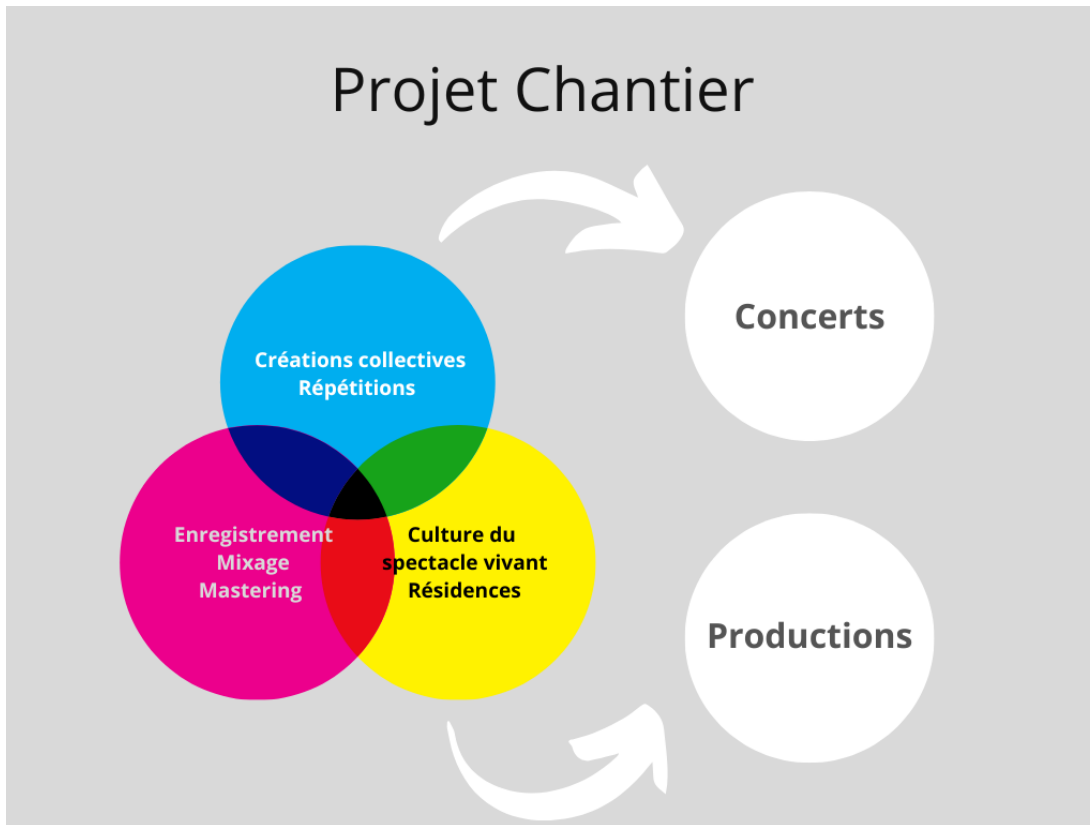 Projet Chantier
Créations collectives
Répétitions
Enregistrement
Mixage
Mastering
Culture du
spectacle vivant
Résidences
Concerts
Productions